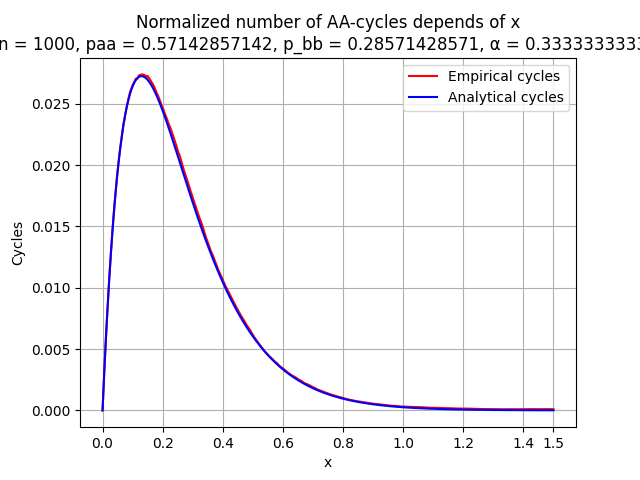 Normalized number of AA-cycles depends of x
n = 1000, paa = 0.57142857142, p_bb = 0.28571428571, α = 0.3333333333
Empirical cycles
Analytical cycles
0.025
0.020
0.015
0.010
0.005
0.000
Cycles
0.0 0.2 0.4 0.6 0.8 1.0 1.2 1.4 1.5
x